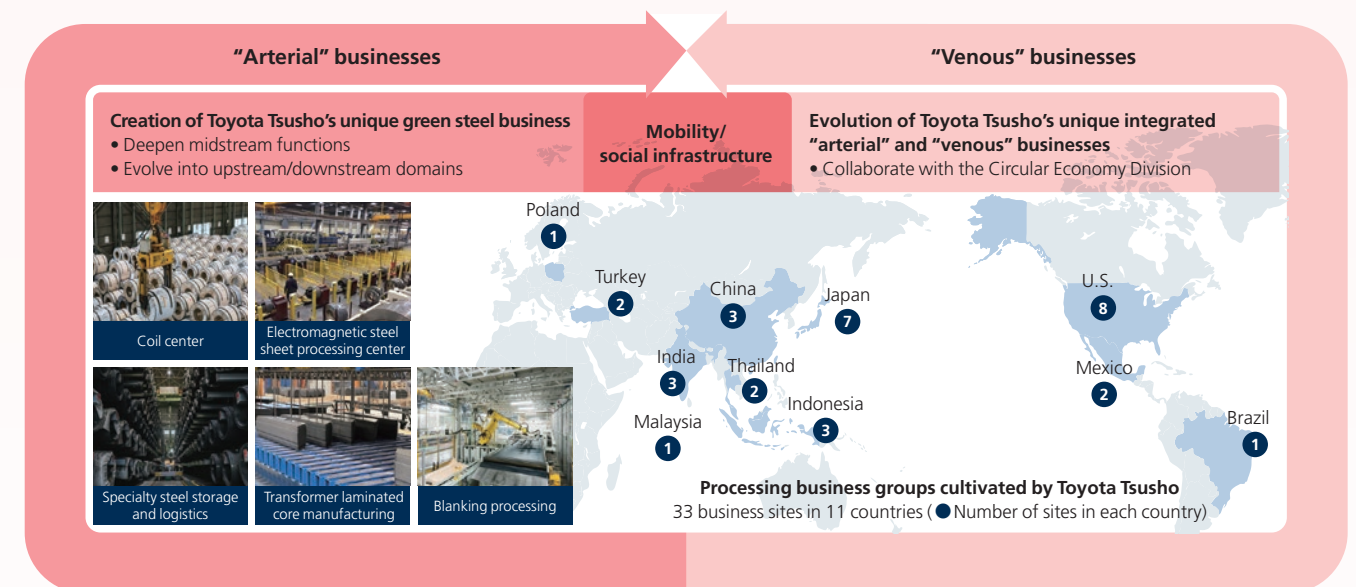 “Arterial” businesses
“Venous” businesses
Creation of Toyota Tsusho’s unique green steel business
• Deepen midstream functions
• Evolve into upstream/downstream domains
Mobility/
social infrastructure
Evolution of Toyota Tsusho’s unique integrated
“arterial” and “venous” businesses
• Collaborate with the Circular Economy Division
Coil center
Electromagnetic steel
sheet processing center
Specialty steel storage
and logistics
Transformer laminated
core manufacturing
Blanking processing
Poland
1
Turkey
2
China
3
Japan
7
India
3
Thailand
2
Malaysia
1
Indonesia
3
U.S.
8
Mexico
2
Brazil
1
Processing business groups cultivated by Toyota Tsusho
33 business sites in 11 countries (●Number of sites in each country)